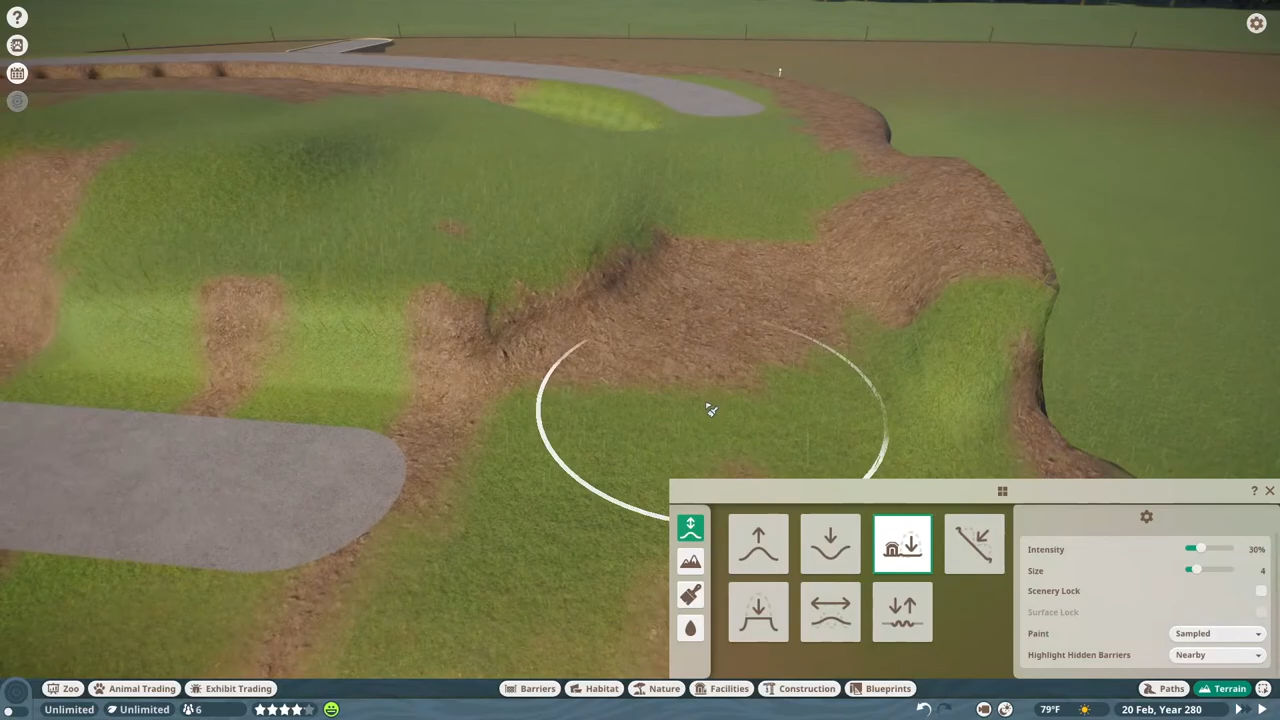 ?
?
Intensity 30%
Size 4
Scenery Lock
Surface Lock
Paint Sampled
Highlight Hidden Barriers Nearby
Zoo Animal Trading Exhibit Trading Barriers Habitat Nature Facilities Construction Blueprints Paths Terrain
Unlimited Unlimited 6 79°F 20 Feb, Year 280